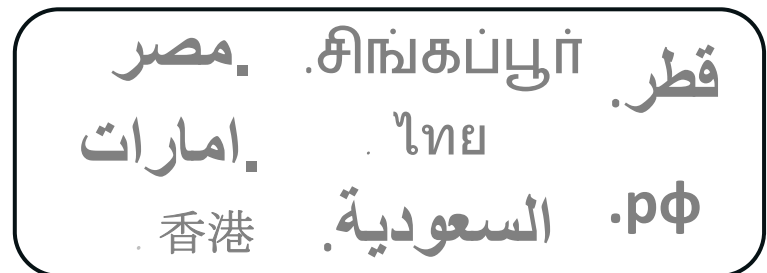 .مصر
.சிங்கப்பூர்
قطر.
.امارات
. ไทย
. 香港
السعودية.
.рф